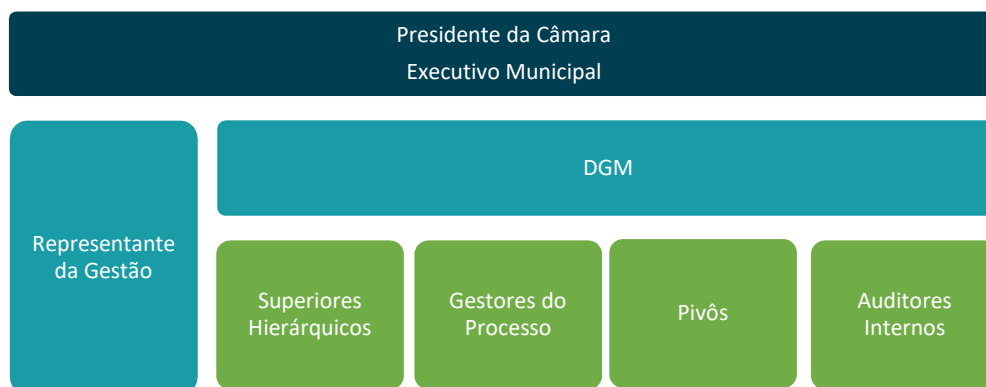 Presidente da Câmara
Executivo Municipal
DGM
Representante
da Gestão
Superiores
Hierárquicos
Gestores do
Processo
Pivôs
Auditores
Internos